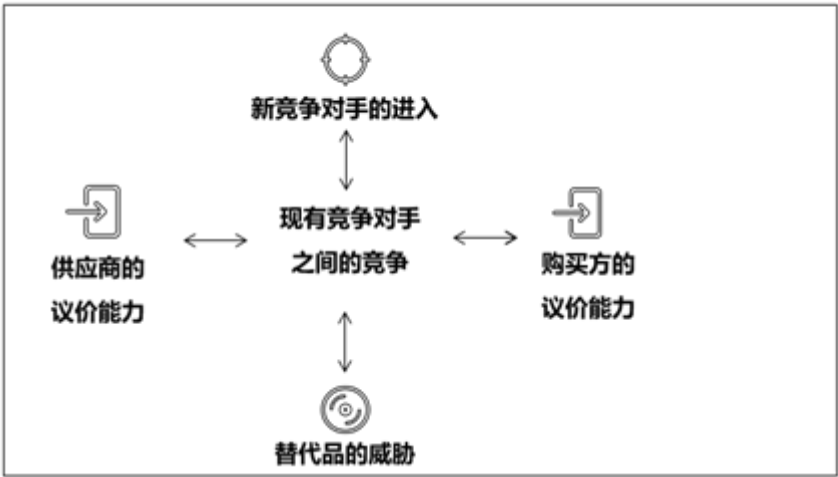 新竞争对手的进入
现有竞争对手
之间的竞争
供应商的
议价能力
购买方的
议价能力
替代品的威胁